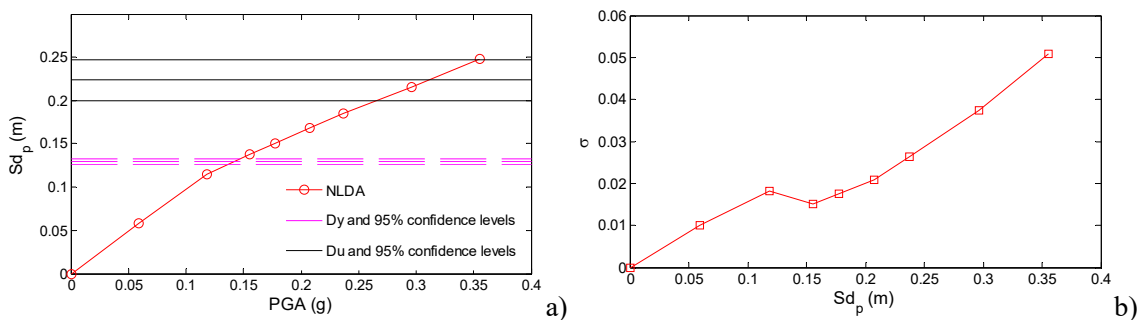 0.25
0.2
0.15
0.1
0.05
0
Sd_p (m)
0 0.05 0.1 0.15 0.2 0.25 0.3 0.35 0.4
PGA (g)
NLDA
Dy and 95% confidence levels
Du and 95% confidence levels
a)
0.06
0.05
0.04
0.03
0.02
0.01
0
σ
0 0.05 0.1 0.15 0.2 0.25 0.3 0.35 0.4
Sd_p (m)
b)